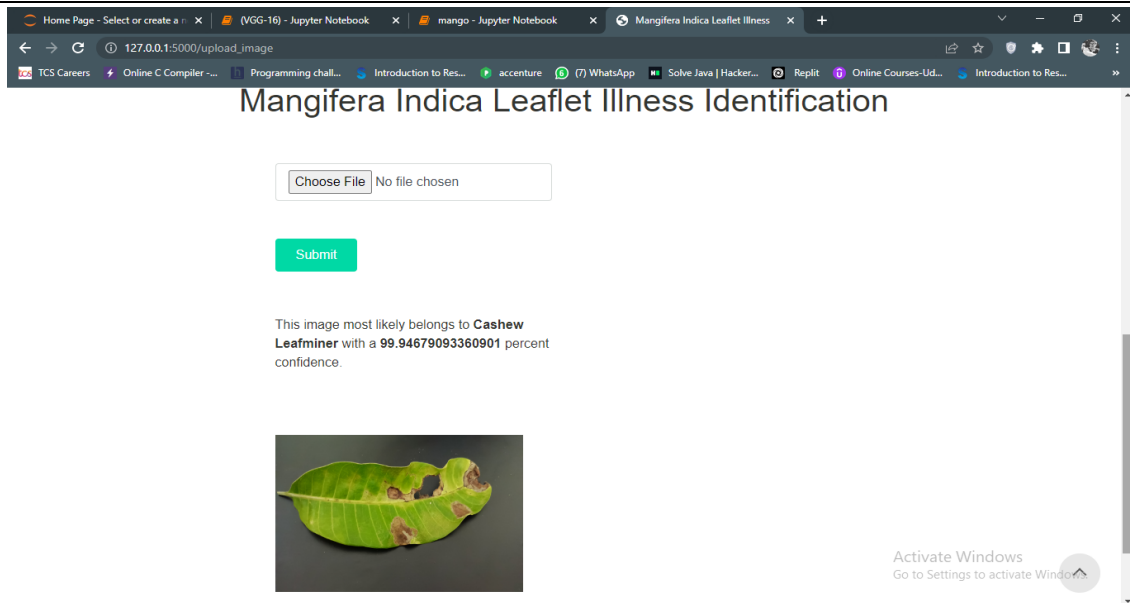 Home Page - Select or create a n
(VGG-16) - Jupyter Notebook
mango - Jupyter Notebook
Mangifera Indica Leaflet Illness
127.0.0.1:5000/upload_image
TCS Careers
Online C Compiler -...
Programming chall...
Introduction to Res...
accenture
(7) WhatsApp
Solve Java | Hacker...
Replit
Online Courses-Ud...
Introduction to Res...
Mangifera Indica Leaflet Illness Identification
Choose File No file chosen
Submit
This image most likely belongs to Cashew
Leafminer with a 99.94679093360901 percent
confidence.
Activate Windows
Go to Settings to activate Windows.